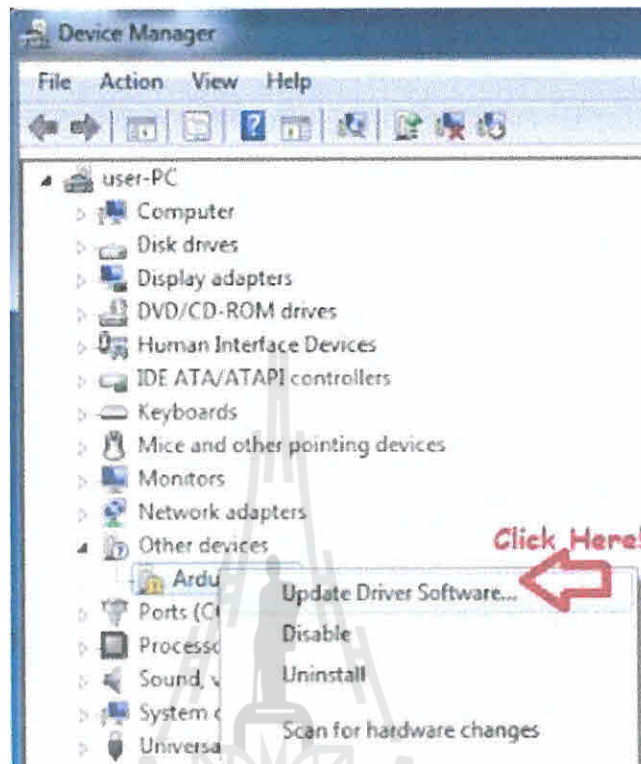 Device Manager
File Action View Help
user-PC
Computer
Disk drives
Display adapters
DVD/CD-ROM drives
Human Interface Devices
IDE ATA/ATAPI controllers
Keyboards
Mice and other pointing devices
Monitors
Network adapters
Other devices
Click Here!
Ardu
Update Driver Software...
Ports (C
Disable
Processo
Uninstall
Sound, v
System c
Scan for hardware changes
Universa